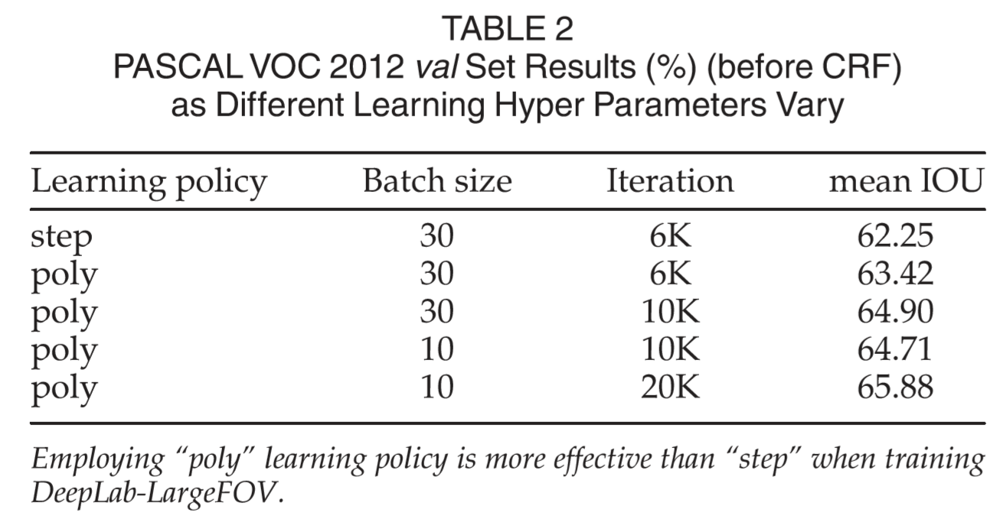 TABLE 2
PASCAL VOC 2012 val Set Results (%) (before CRF)
as Different Learning Hyper Parameters Vary
Learning policy Batch size Iteration mean IOU
step 30 6K 62.25
poly 30 6K 63.42
poly 30 10K 64.90
poly 10 10K 64.71
poly 10 20K 65.88
Employing “poly” learning policy is more effective than “step” when training
DeepLab-LargeFOV.